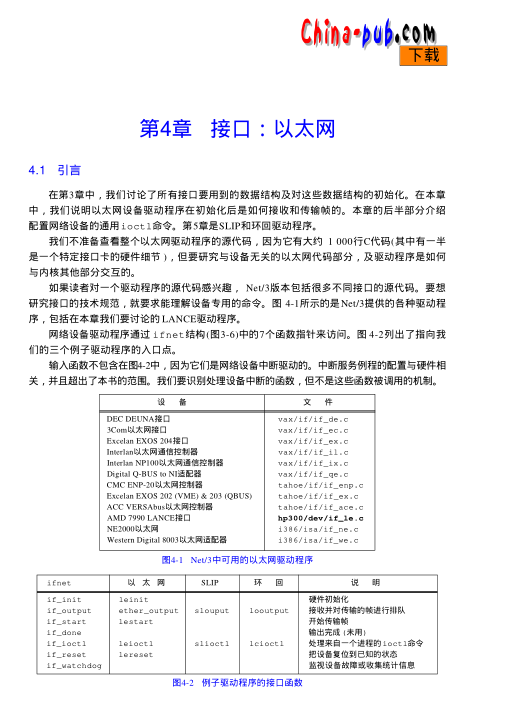 China-pub.com
下载
第4章 接口：以太网
4.1 引言
在第3章中，我们讨论了所有接口要用到的数据结构及对这些数据结构的初始化。在本章
中，我们说明以太网设备驱动程序在初始化后是如何接收和传输帧的。本章的后半部分介绍
配置网络设备的通用ioctl命令。第5章是SLIP和环回驱动程序。
我们不准备查看整个以太网驱动程序的源代码，因为它有大约 1 000行C代码(其中有一半
是一个特定接口卡的硬件细节 )，但要研究与设备无关的以太网代码部分，及驱动程序是如何
与内核其他部分交互的。
如果读者对一个驱动程序的源代码感兴趣， Net/3版本包括很多不同接口的源代码。要想
研究接口的技术规范，就要求能理解设备专用的命令。图 4-1所示的是Net/3提供的各种驱动程
序，包括在本章我们要讨论的LANCE驱动程序。
网络设备驱动程序通过ifnet结构(图3-6)中的7个函数指针来访问。图 4-2列出了指向我
们的三个例子驱动程序的入口点。
输入函数不包含在图4-2中，因为它们是网络设备中断驱动的。中断服务例程的配置与硬件相
关，并且超出了本书的范围。我们要识别处理设备中断的函数，但不是这些函数被调用的机制。
设 备 文 件
DEC DEUNA接口 vax/if/if_de.c
3Com以太网接口 vax/if/if_ec.c
Excelan EXOS 204接口 vax/if/if_ex.c
Interlan以太网通信控制器 vax/if/if_il.c
Interlan NP100以太网通信控制器 vax/if/if_ix.c
Digital Q-BUS to NI适配器 vax/if/if_qe.c
CMC ENP-20以太网控制器 tahoe/if/if_enp.c
Excelan EXOS 202 (VME) & 203 (QBUS) tahoe/if/if_ex.c
ACC VERSAbus以太网控制器 tahoe/if/if_ace.c
AMD 7990 LANCE接口 hp300/dev/if_le.c
NE2000以太网 i386/isa/if_ne.c
Western Digital 8003以太网适配器 i386/isa/if_we.c
图4-1 Net/3中可用的以太网驱动程序
ifnet 以 太 网 SLIP 环 回 说 明
if_init leinit 硬件初始化
if_output ether_output slouput looutput 接收并对传输的帧进行排队
if_start lestart 开始传输帧
if_done 输出完成 (未用)
if_ioctl leioctl slioctl lcioctl 处理来自一个进程的ioctl命令
if_reset lereset 把设备复位到已知的状态
if_watchdog 监视设备故障或收集统计信息
图4-2 例子驱动程序的接口函数